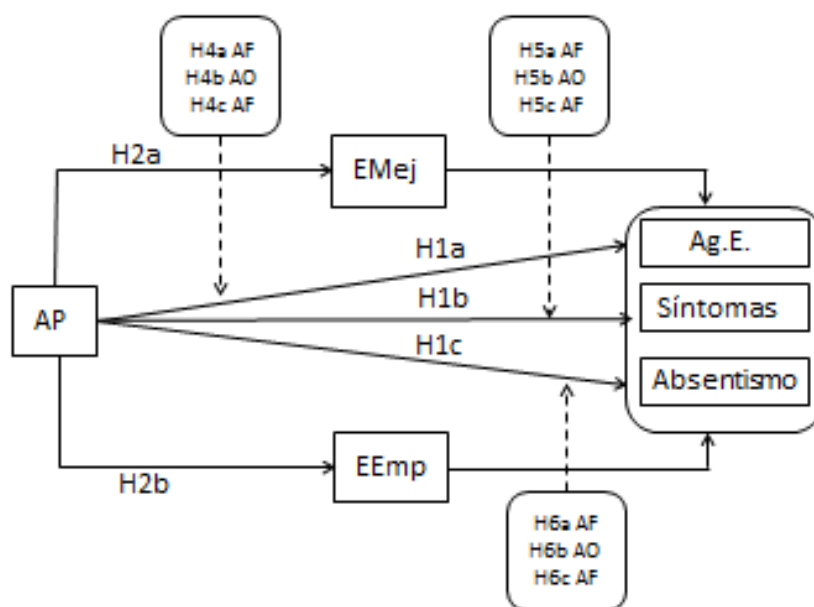 H4a AF
H4b AO
H4c AF
H5a AF
H5b AO
H5c AF
H2a
EMej
H1a
Ag.E.
AP
H1b
Síntomas
H1c
Absentismo
H2b
EEmp
H6a AF
H6b AO
H6c AF